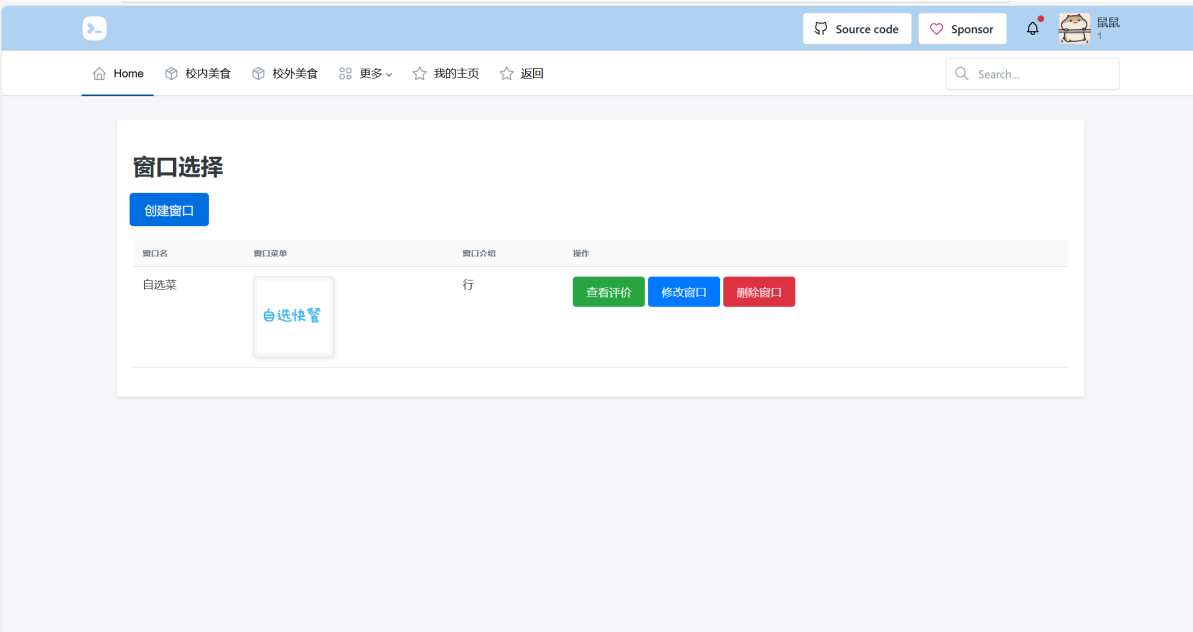 Source code Sponsor 鼠鼠
1
Home 校内美食 校外美食 更多 我的主页 返回 Search...
窗口选择
创建窗口
窗口名 窗口菜单 窗口介绍 操作
自选菜 行 查看评价 修改窗口 删除窗口
自选快餐